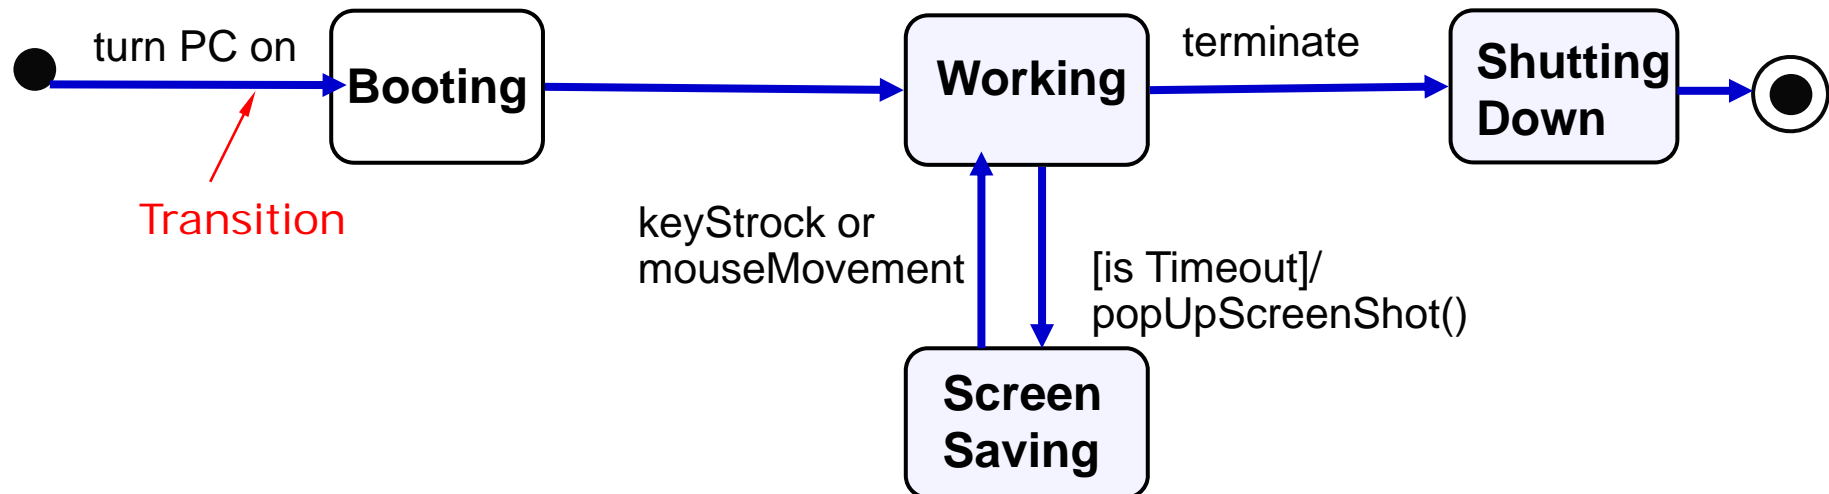 turn PC on
Booting
Working
terminate
Shutting
Down
Transition
keyStrock or
mouseMovement
[is Timeout]/
popUpScreenShot()
Screen
Saving